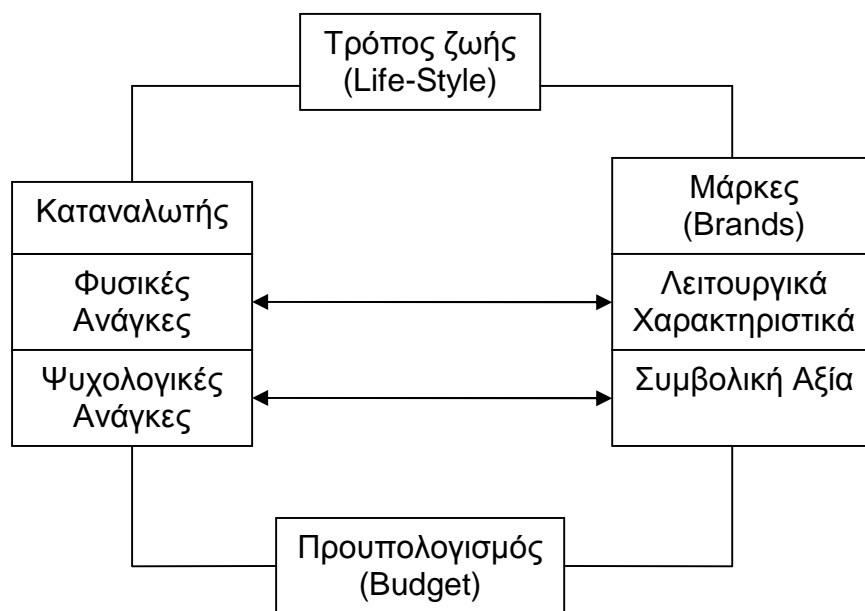 Τρόπος ζωής
(Life-Style)
Καταναλωτής
Φυσικές
Ανάγκες
Ψυχολογικές
Ανάγκες
Μάρκες
(Brands)
Λειτουργικά
Χαρακτηριστικά
Συμβολική Αξία
Προυπολογισμός
(Budget)